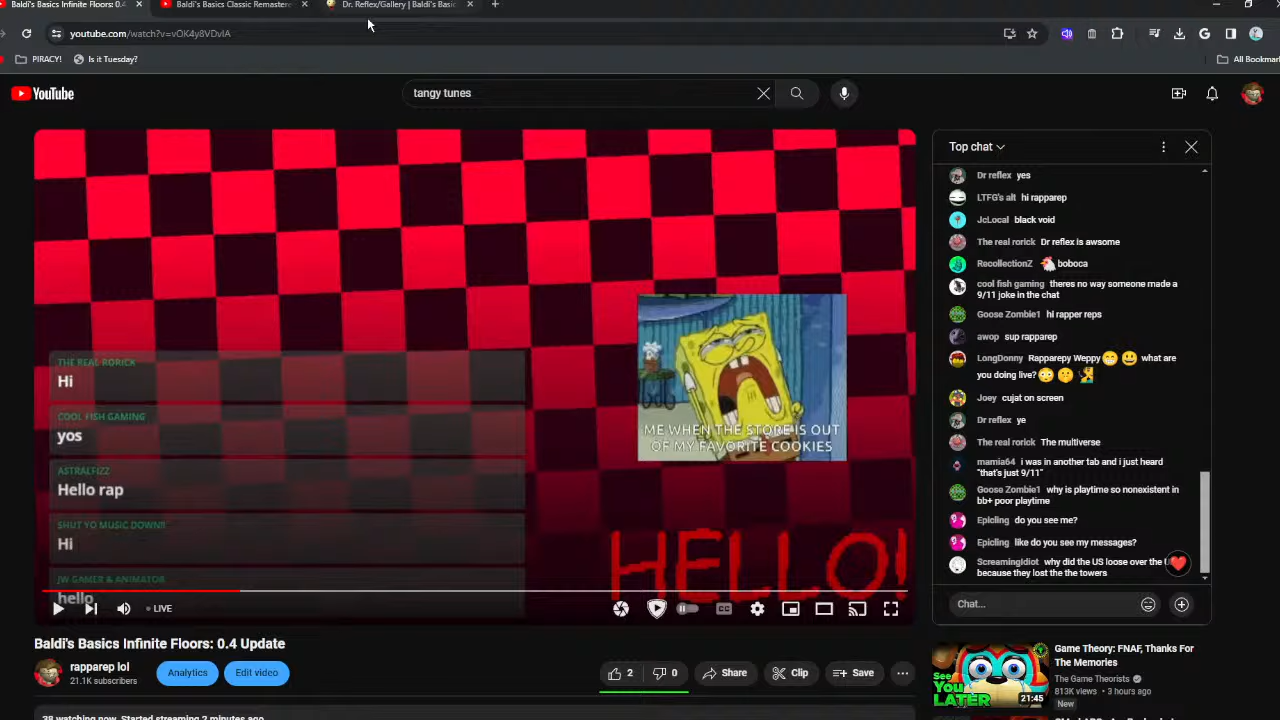 Baldi's Basics Infinite Floors: 0.4
Baldi's Basics Classic Remastere
Dr. Reflex/Gallery | Baldi's Basic
youtube.com/watch?v=vOK4y8VDvIA
PIRACY!
Is it Tuesday?
All Bookmar
YouTube
tangy tunes
THE REAL RORICK
Hi
COOL FISH GAMING
yos
ASTRALFIZZ
Hello rap
SHUT YO MUSIC DOWN!!
Hi
JW GAMER & ANIMATOR
hello
ME WHEN THE STORE IS OUT
OF MY FAVORITE COOKIES
HELLO!
LIVE
Top chat
Dr reflex yes
LTFG's alt hi rapparep
JcLocal black void
The real rorick Dr reflex is awsome
RecollectionZ 🐔 boboca
cool fish gaming theres no way someone made a
9/11 joke in the chat
Goose Zombie1 hi rapper reps
awop sup rapparep
LongDonny Rapparepy Weppy😁😃 what are
you doing live?
Joey cujat on screen
Dr reflex ye
The real rorick The multiverse
mamia64 i was in another tab and i just heard
"that's just 9/11"
Goose Zombie1 why is playtime so nonexistent in
bb+ poor playtime
Epicling do you see me?
Epicling like do you see my messages?
ScreamingIdiot why did the US loose over the
because they lost the the towers
Chat...
Baldi's Basics Infinite Floors: 0.4 Update
rapparep lol
21.1K subscribers
Analytics
Edit video
2
0
Share
Clip
Save
38 watching now Started streaming 2 minutes ago
SEE
YOU
LATER
21:45
Game Theory: FNAF, Thanks For
The Memories
The Game Theorists
813K views • 3 hours ago
New